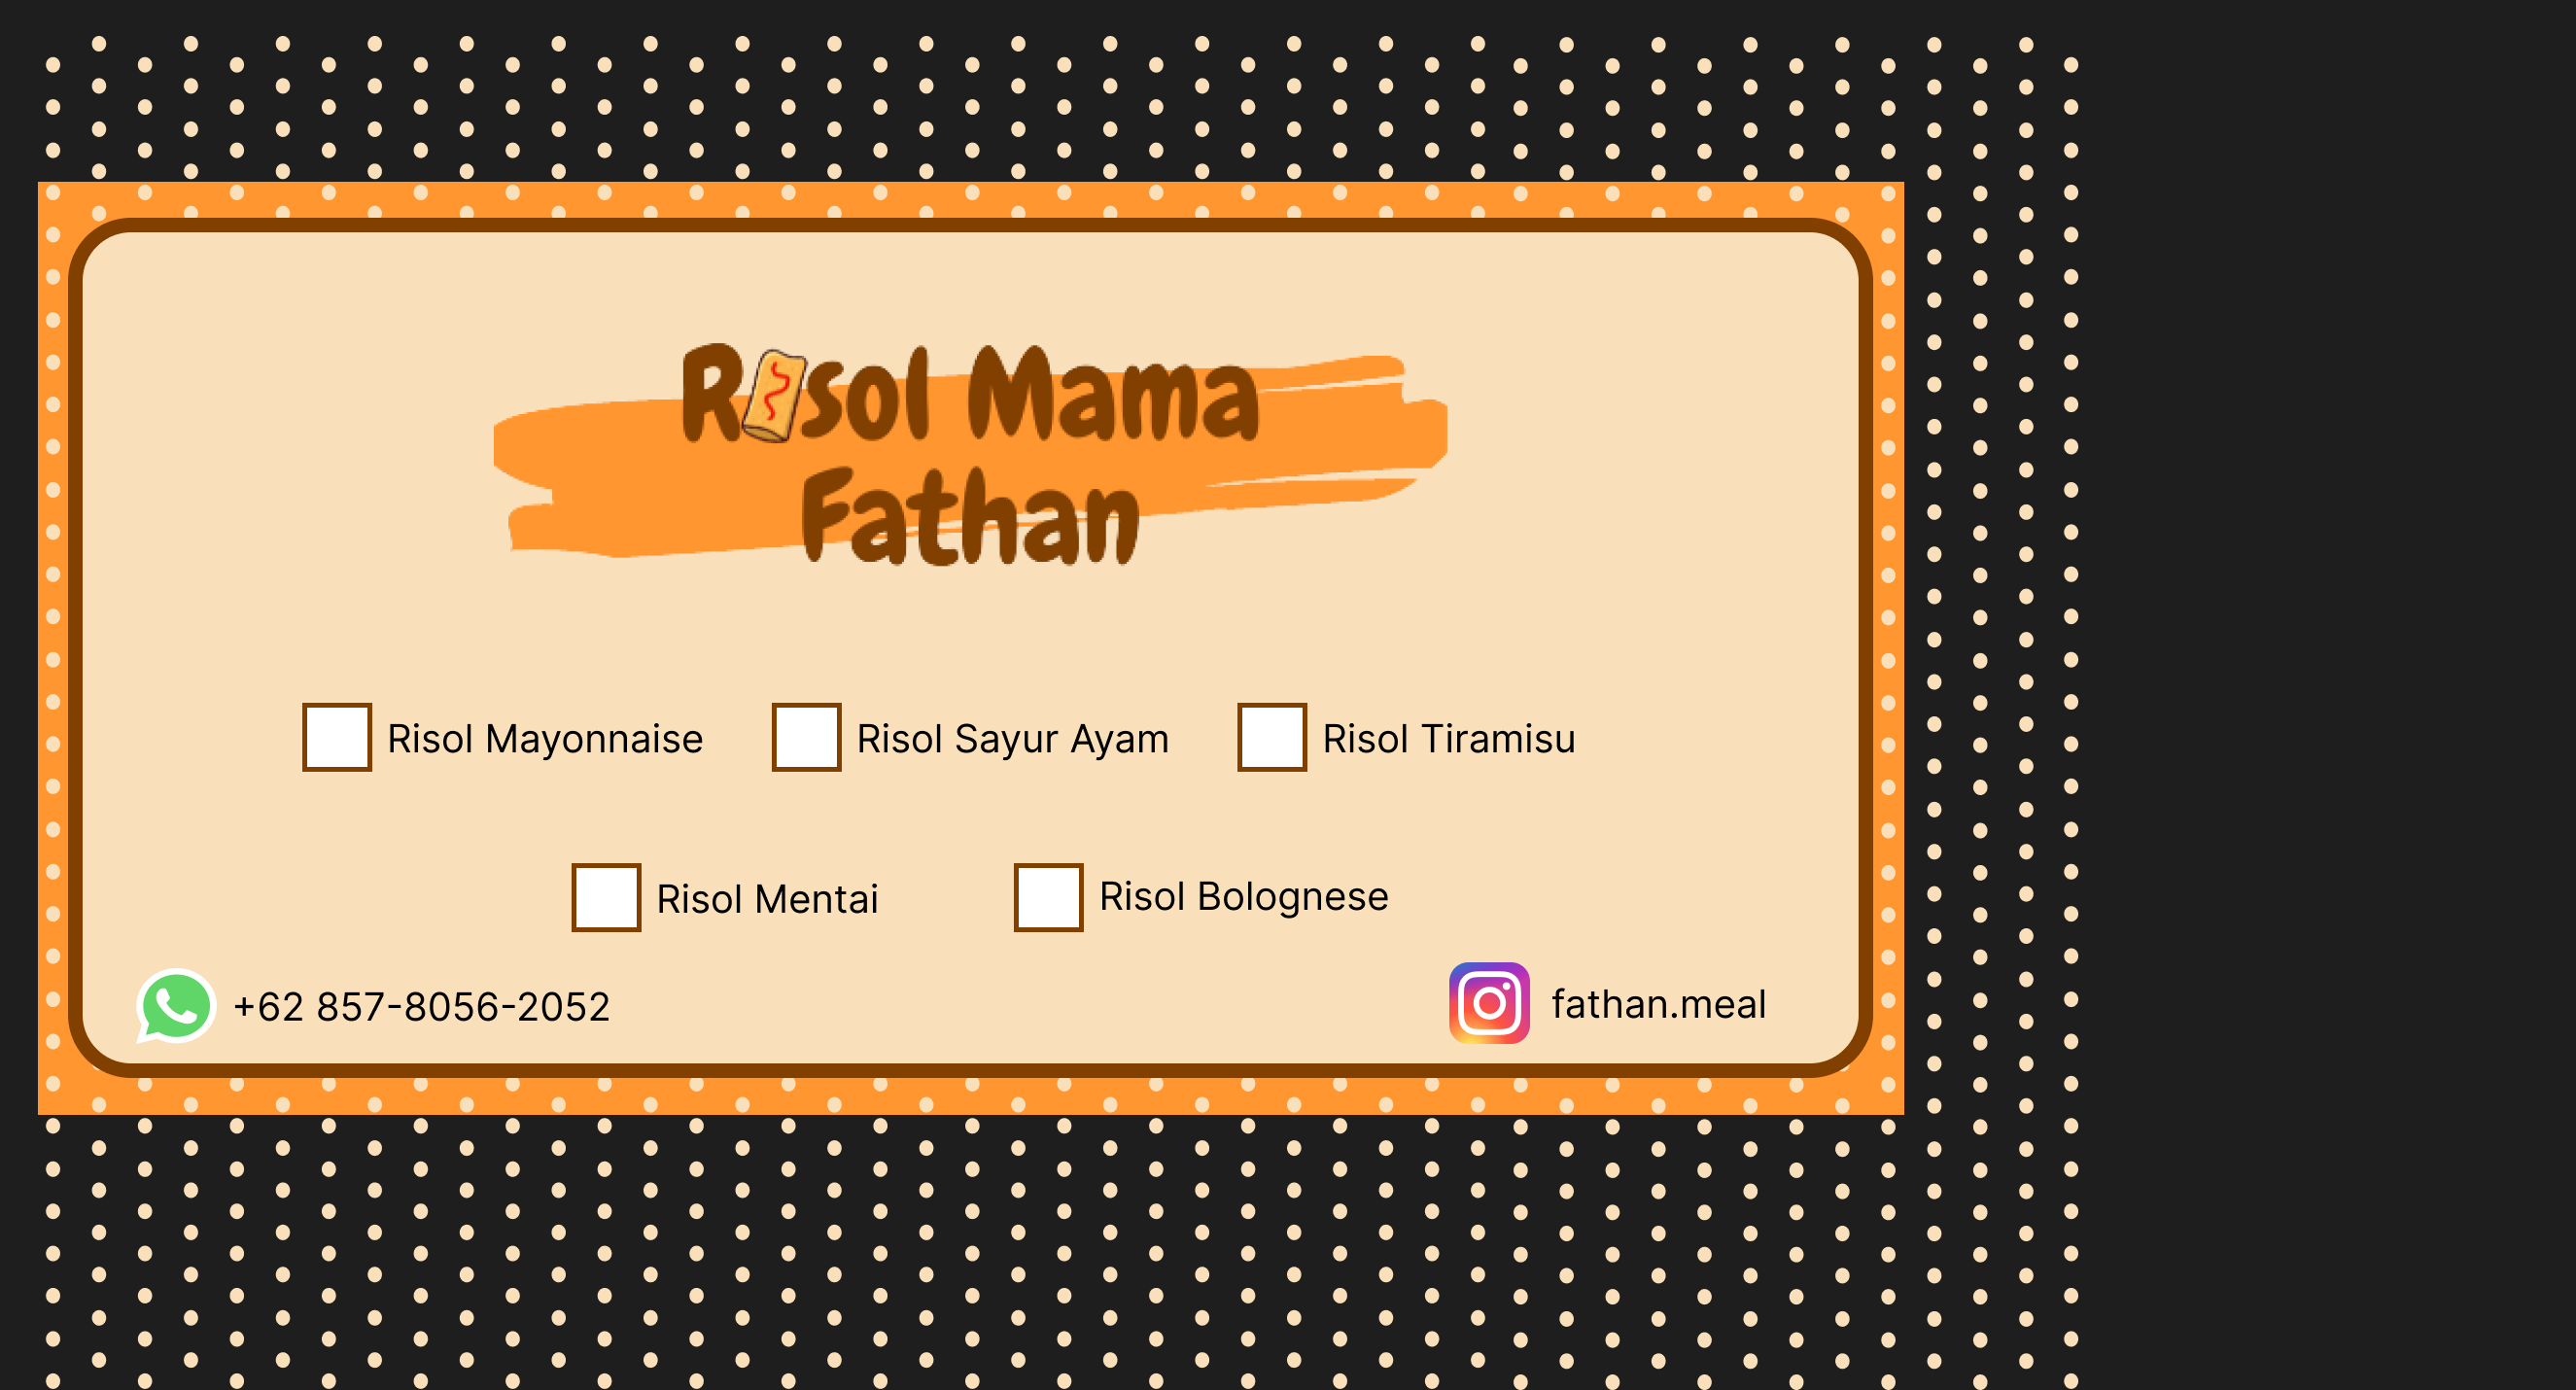 Risol Mama
Fathan
Risol Mayonnaise
Risol Sayur Ayam
Risol Tiramisu
Risol Mentai
Risol Bolognese
+62 857-8056-2052
fathan.meal